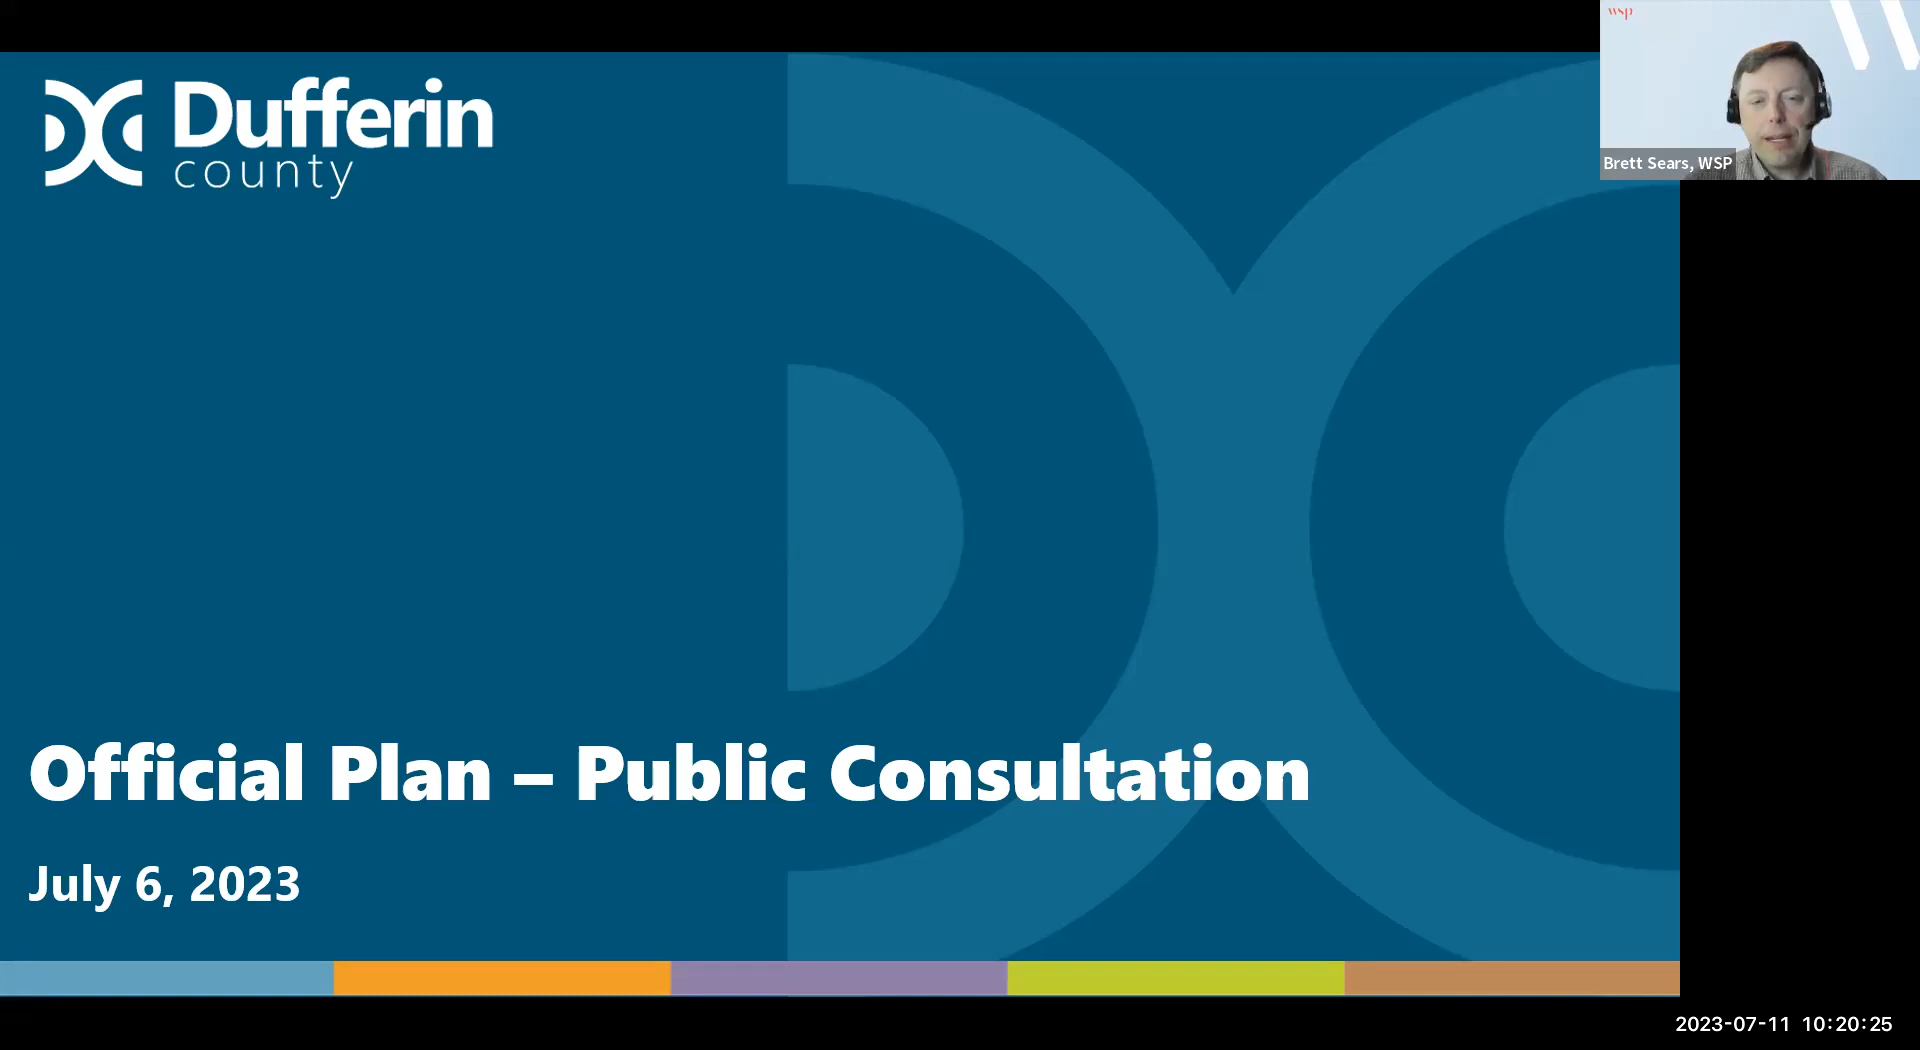 wsp
Dufferin
county
Brett Sears, WSP
Official Plan – Public Consultation
July 6, 2023
2023-07-11 10:20:25